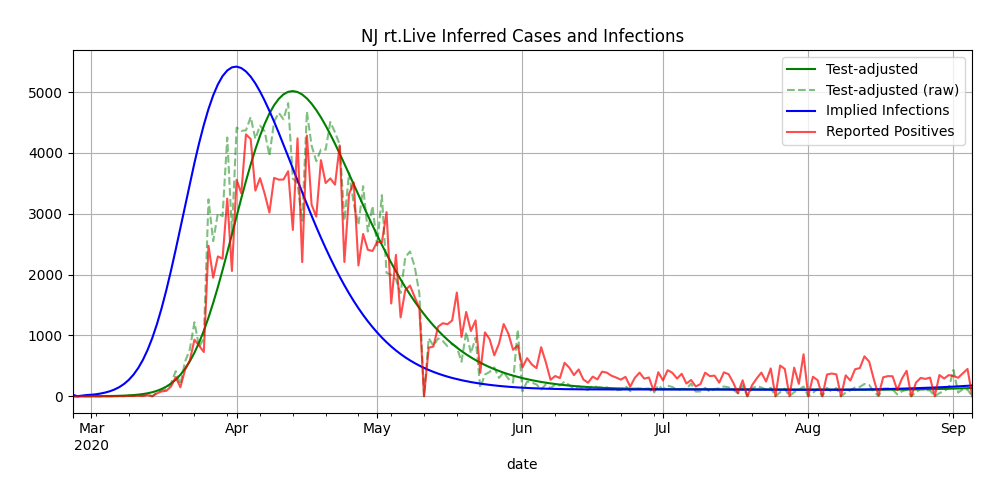 NJ rt.Live Inferred Cases and Infections
Test-adjusted
Test-adjusted (raw)
Implied Infections
Reported Positives
5000
4000
3000
2000
1000
0
Mar Apr May Jun Jul Aug Sep
2020
date